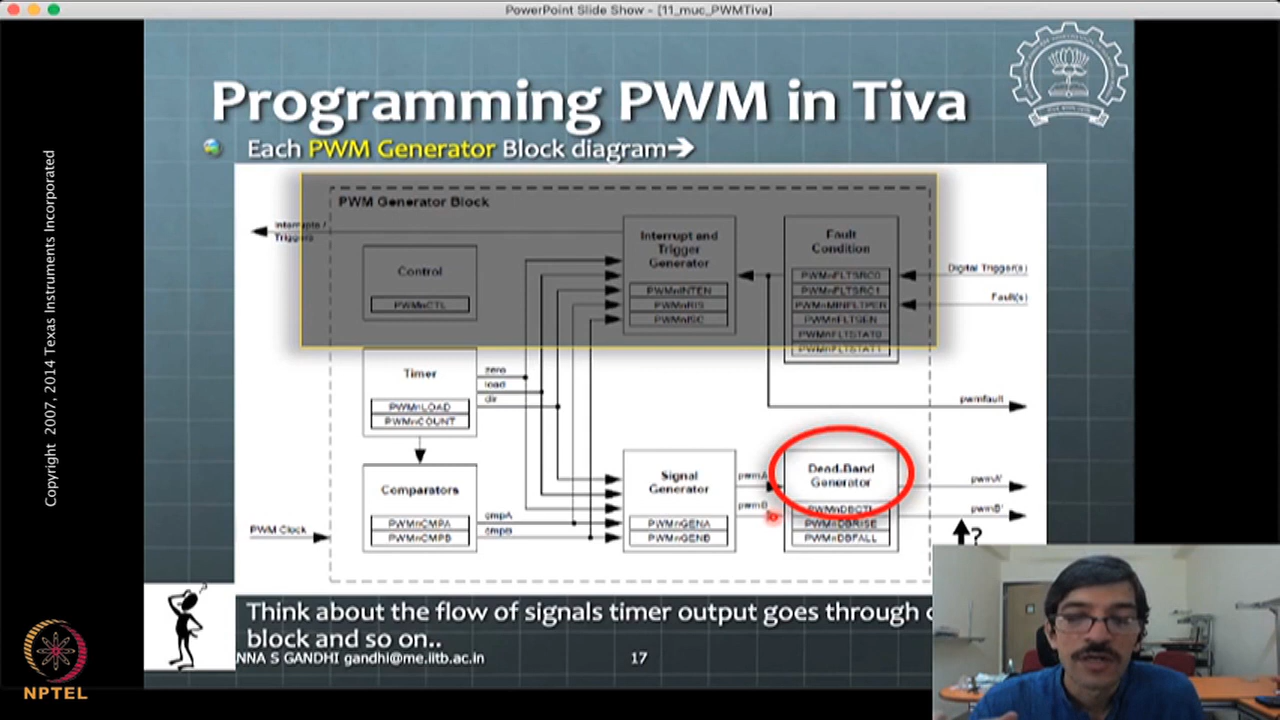 PowerPoint Slide Show - [11_muc_PWMTiva]
Programming PWM in Tiva
Each PWM Generator Block diagram
PWM Generator Block
Interrupts /
Triggers
Control
PWMnCTL
Interrupt and
Trigger
Generator
PWMnINTEN
PWMnRIS
PWMnISC
Fault
Condition
PWMnFLTSRC0
PWMnFLTSRC1
PWMnMINFLTPER
PWMnFLTSEN
PWMnFLTSTAT0
PWMnFLTSTAT1
Digital Trigger(s)
Fault(s)
Timer
PWMnLOAD
PWMnCOUNT
zero
load
dir
pwmfault
Comparators
PWMnCMPA
PWMnCMPB
cmpA
cmpB
PWM Clock
Signal
Generator
PWMnGENA
PWMnGENB
pwmA
pwmB
Dead-Band
Generator
PWMnDBCTL
PWMnDBRISE
PWMnDBFALL
pwmA'
pwmB'
?
Think about the flow of signals timer output goes through
block and so on..
NNA S GANDHI gandhi@me.iitb.ac.in
17
Copyright 2007, 2014 Texas Instruments Incorporated
NPTEL